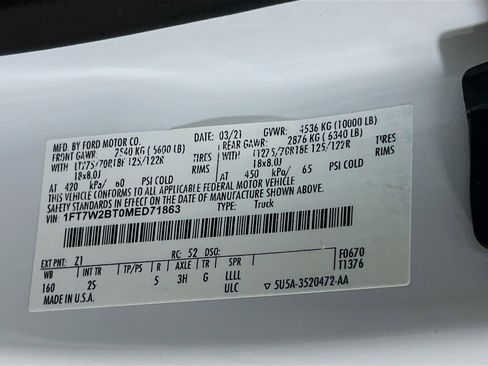 MFD. BY FORD MOTOR CO. DATE: 03/21 GVWR: 4536 KG (10000 LB)
FRONT GAWR: 2540 KG (5600 LB) REAR GAWR: 2876 KG (6340 LB)
WITH LT275/70R18E 125/122R TIRES WITH LT275/70R18E 125/122R TIRES
18x8.0J RIMS 18x8.0J RIMS
AT 420 kPa/ 60 PSI COLD AT 450 kPa/ 65 PSI COLD
THIS VEHICLE CONFORMS TO ALL APPLICABLE FEDERAL MOTOR VEHICLE
SAFETY STANDARDS IN EFFECT ON THE DATE OF MANUFACTURE SHOWN ABOVE.
VIN: 1FT7W2BT0MED71863 TYPE: Truck
EXT PNT: Z1 RC: 52 DSO:
WB INT TR TP/PS R AXLE TR SPR F0670
160 2S 5 3H G LLLL T1376
MADE IN U.S.A. ULC ▽ 5U5A-3520472-AA